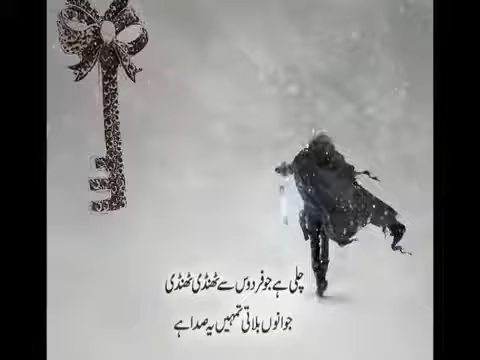 چلی ہے جو فردوس سے ٹھنڈی ٹھنڈی
جوانوں بلاتی تمہیں یہ صدا ہے